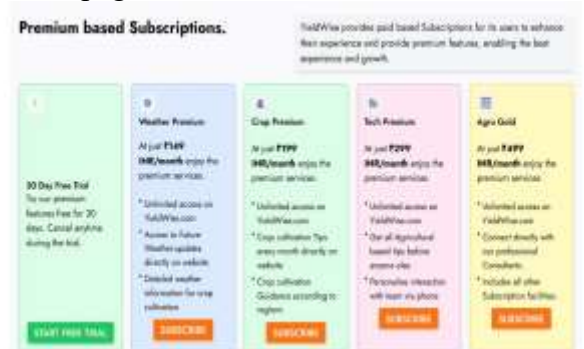 Premium based Subscriptions.
YieldWise provides paid based Subscriptions for its users to enhance
their experience and provide premium features, enabling the best
experience and growth.
30 Day Free Trial
Try our premium
features free for 30
days. Cancel anytime
during the trial.
START FREE TRIAL
Weather Premium
At just ₹149
INR/month enjoy the
premium services.
* Unlimited access on
YieldWise.com
* Access to Future
Weather updates
directly on website
* Detailed weather
information for crop
cultivation
SUBSCRIBE
Crop Premium
At just ₹199
INR/month enjoy the
premium services.
* Unlimited access on
YieldWise.com
* Crop cultivation Tips
every month directly on
website
* Crop cultivation
Guidance according to
regions
SUBSCRIBE
Tech Premium
At just ₹299
INR/month enjoy the
premium services.
* Unlimited access on
YieldWise.com
* Get all Agricultural
based tips before
anyone else
* Personalise interaction
with team via phone
SUBSCRIBE
Agro Gold
At just ₹499
INR/month enjoy the
premium services.
* Unlimited access on
YieldWise.com
* Connect directly with
our professional
Consultants
* Includes all other
Subscription facilities
SUBSCRIBE